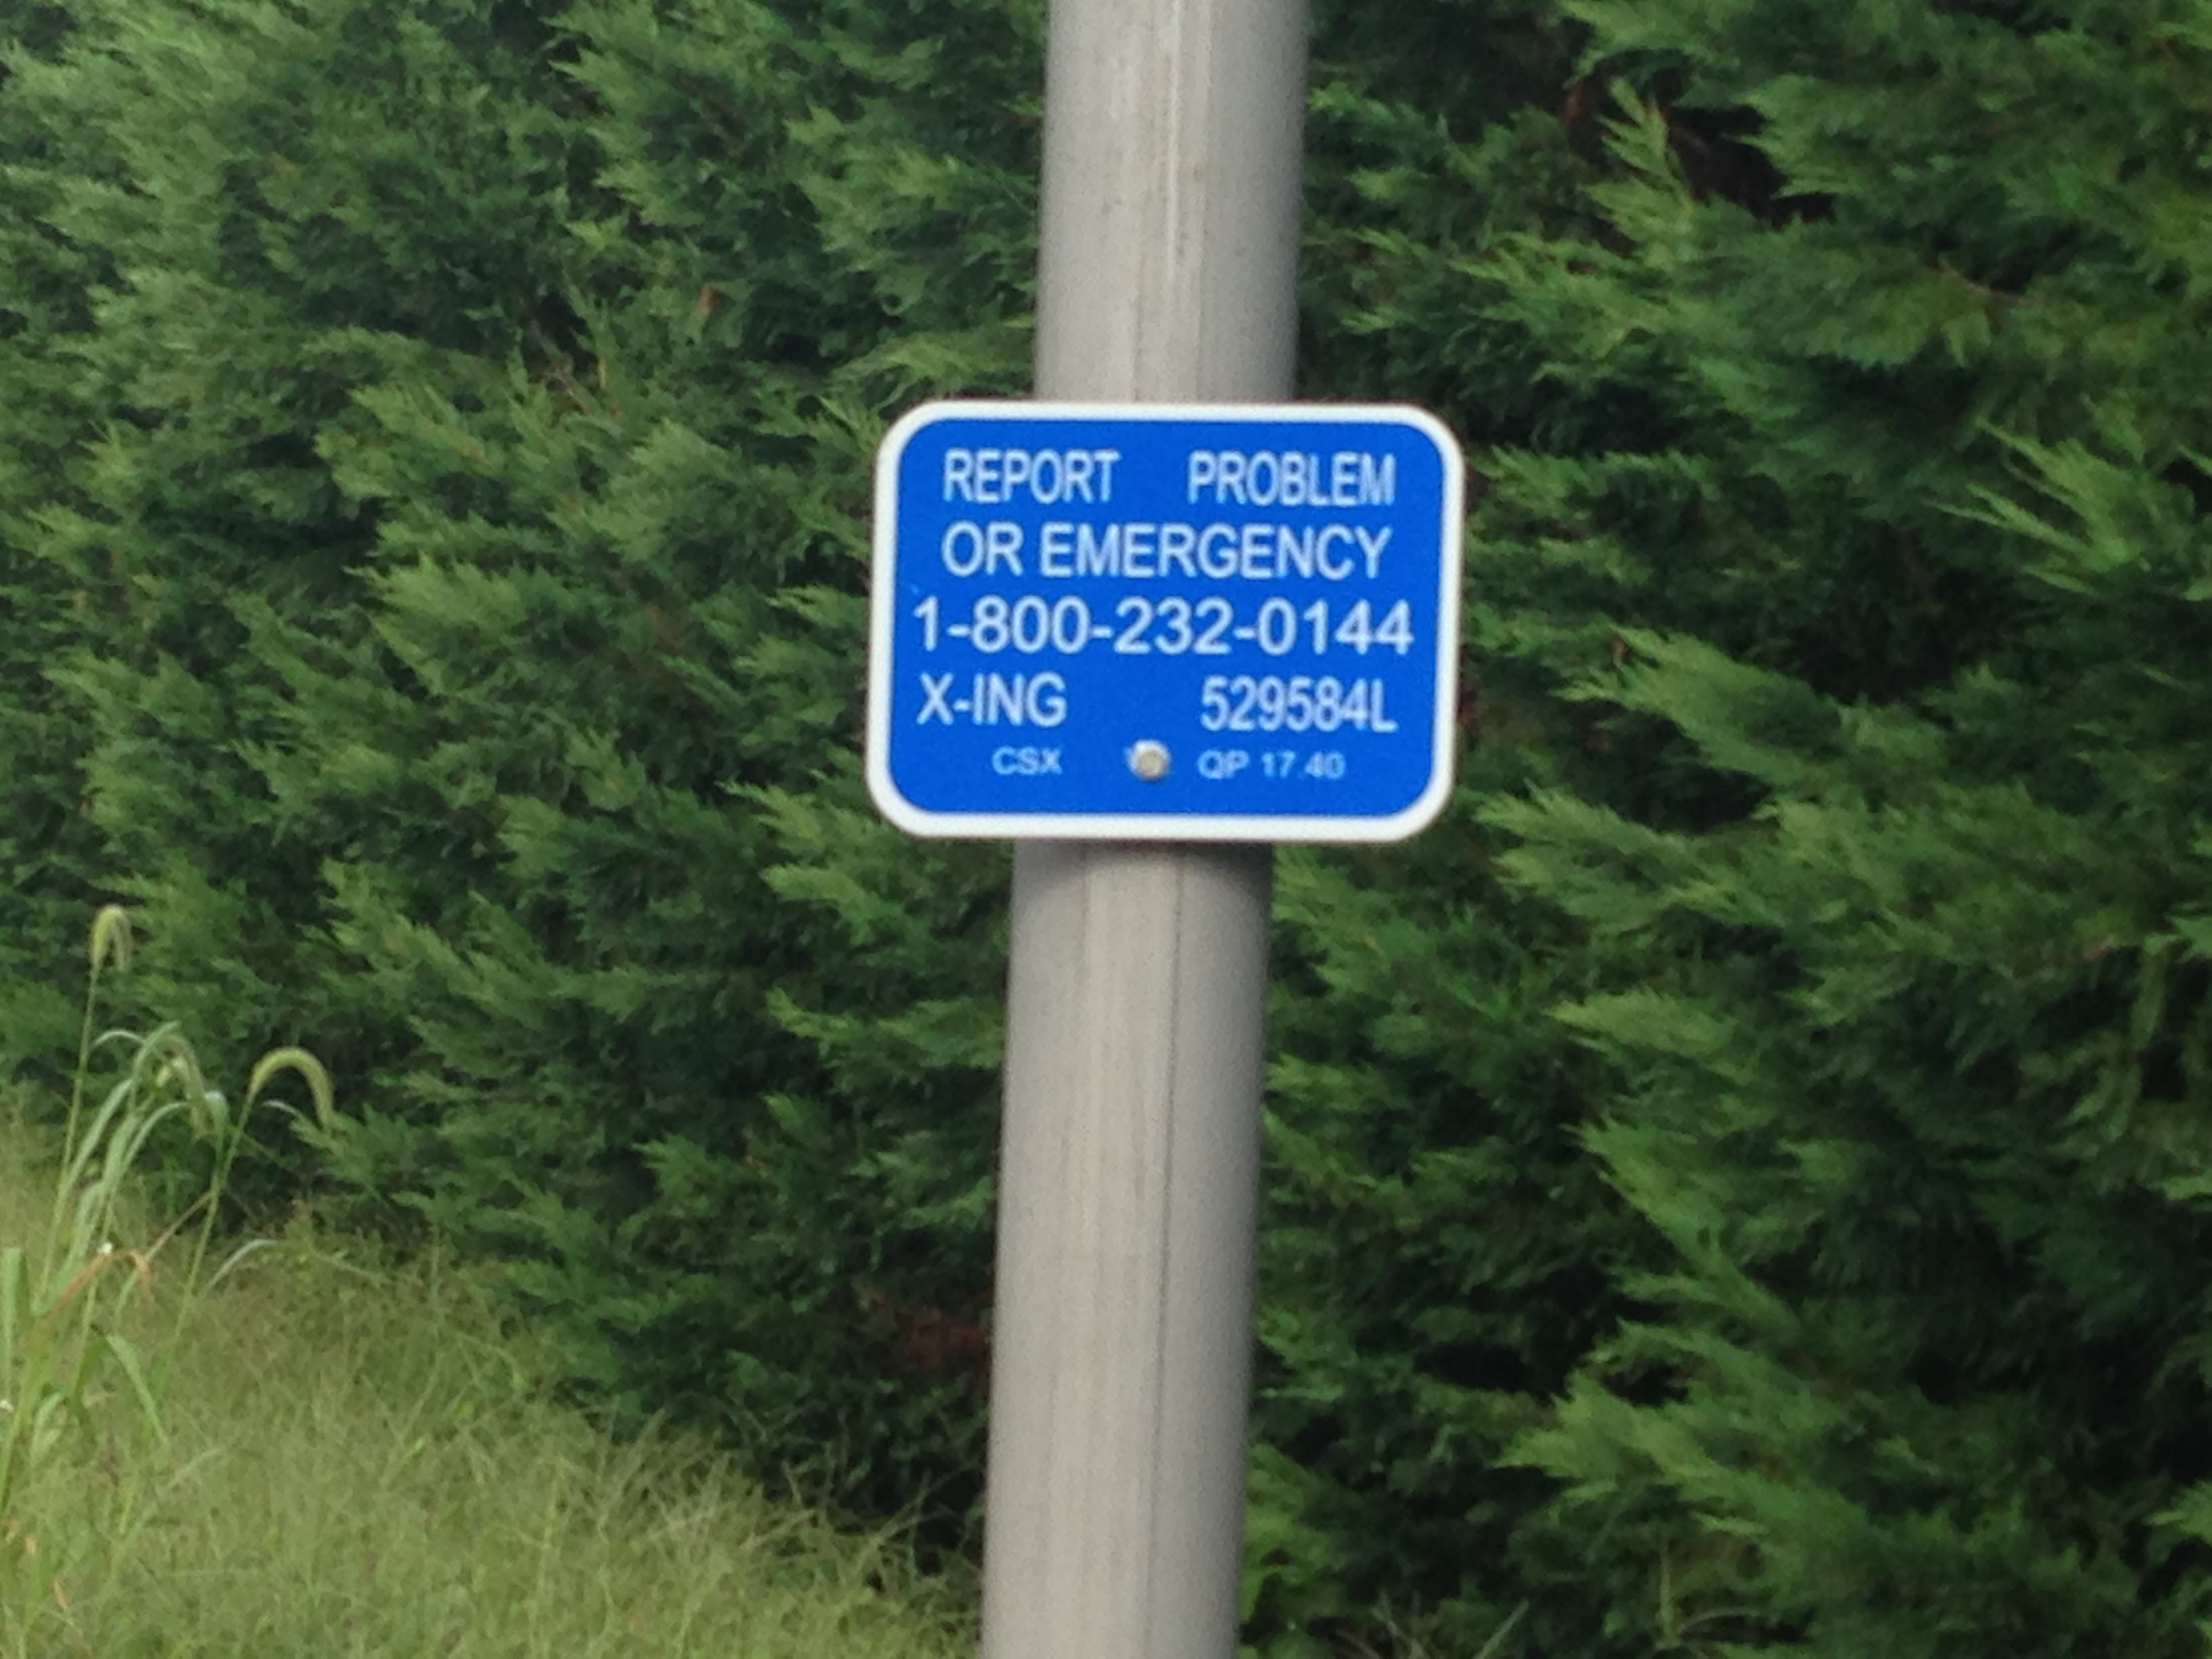 REPORT PROBLEM
OR EMERGENCY
1-800-232-0144
X-ING 529584L
CSX QP 17.40